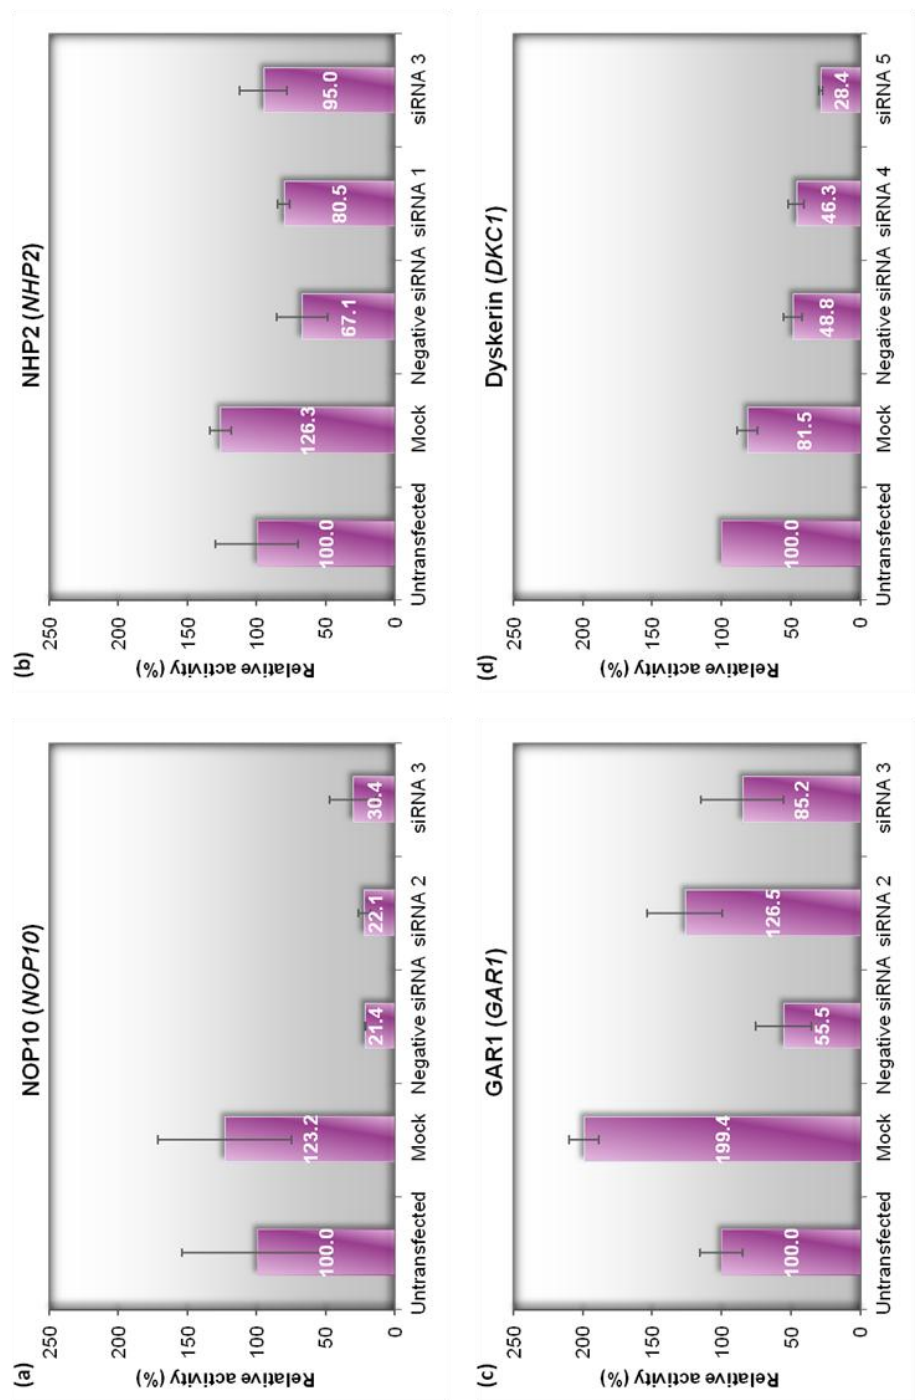 (a)
NOP10 (NOP10)
Relative activity (%)
250
200
150
100
50
0
100.0
123.2
21.4
22.1
30.4
Untransfected Mock Negative siRNA siRNA 2 siRNA 3
(b)
NHP2 (NHP2)
Relative activity (%)
250
200
150
100
50
0
100.0
126.3
67.1
80.5
95.0
Untransfected Mock Negative siRNA siRNA 1 siRNA 3
(c)
GAR1 (GAR1)
Relative activity (%)
250
200
150
100
50
0
100.0
199.4
55.5
126.5
85.2
Untransfected Mock Negative siRNA siRNA 2 siRNA 3
(d)
Dyskerin (DKC1)
Relative activity (%)
250
200
150
100
50
0
100.0
81.5
48.8
46.3
28.4
Untransfected Mock Negative siRNA siRNA 4 siRNA 5